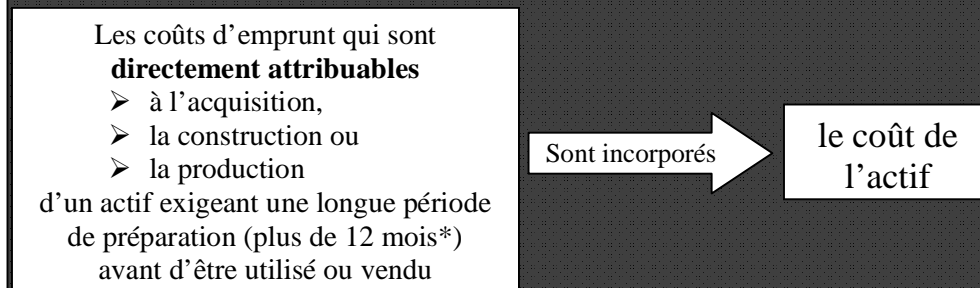 Les coûts d'emprunt qui sont
directement attribuables
➢ à l'acquisition,
➢ la construction ou
➢ la production
d'un actif exigeant une longue période
de préparation (plus de 12 mois*)
avant d'être utilisé ou vendu
Sont incorporés
le coût de
l'actif